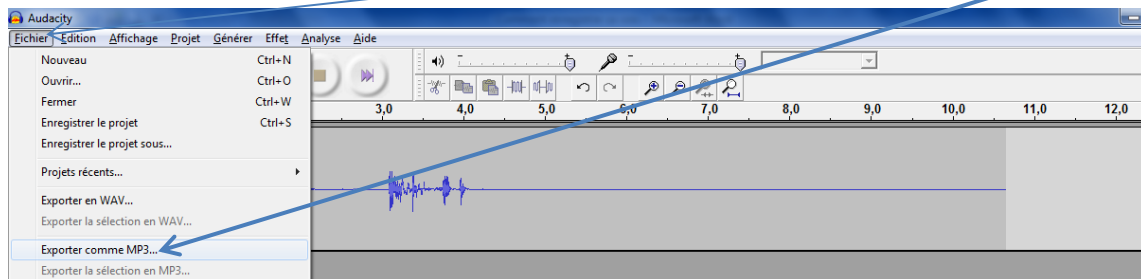 Audacity
Fichier Edition Affichage Projet Générer Effet Analyse Aide
Nouveau Ctrl+N
Ouvrir... Ctrl+O
Fermer Ctrl+W
Enregistrer le projet Ctrl+S
Enregistrer le projet sous...
Projets récents...
Exporter en WAV...
Exporter la sélection en WAV...
Exporter comme MP3...
Exporter la sélection en MP3...
3,0 4,0 5,0 6,0 7,0 8,0 9,0 10,0 11,0 12,0